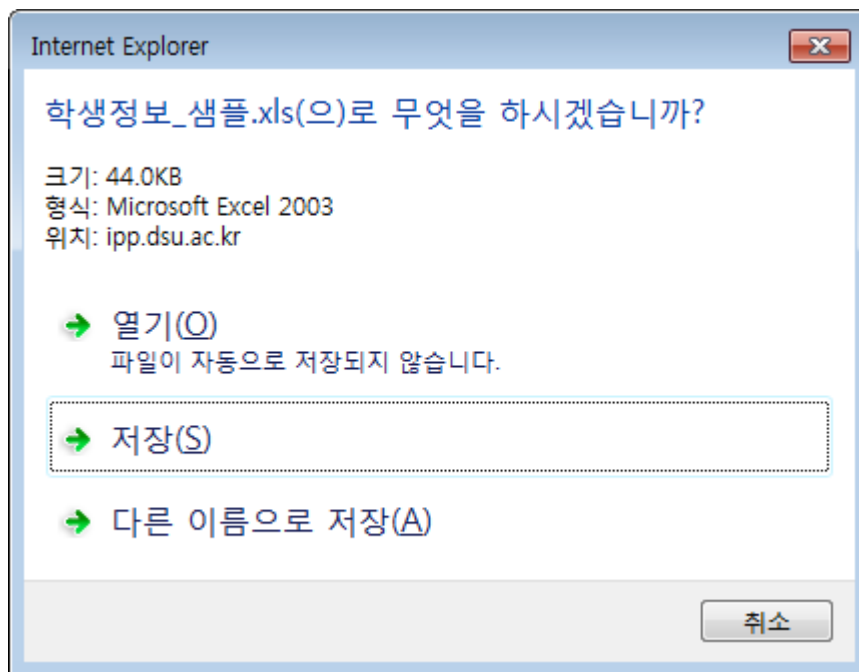 Internet Explorer
학생정보_샘플.xls(으)로 무엇을 하시겠습니까?
크기: 44.0KB
형식: Microsoft Excel 2003
위치: ipp.dsu.ac.kr
열기(O)
파일이 자동으로 저장되지 않습니다.
저장(S)
다른 이름으로 저장(A)
취소